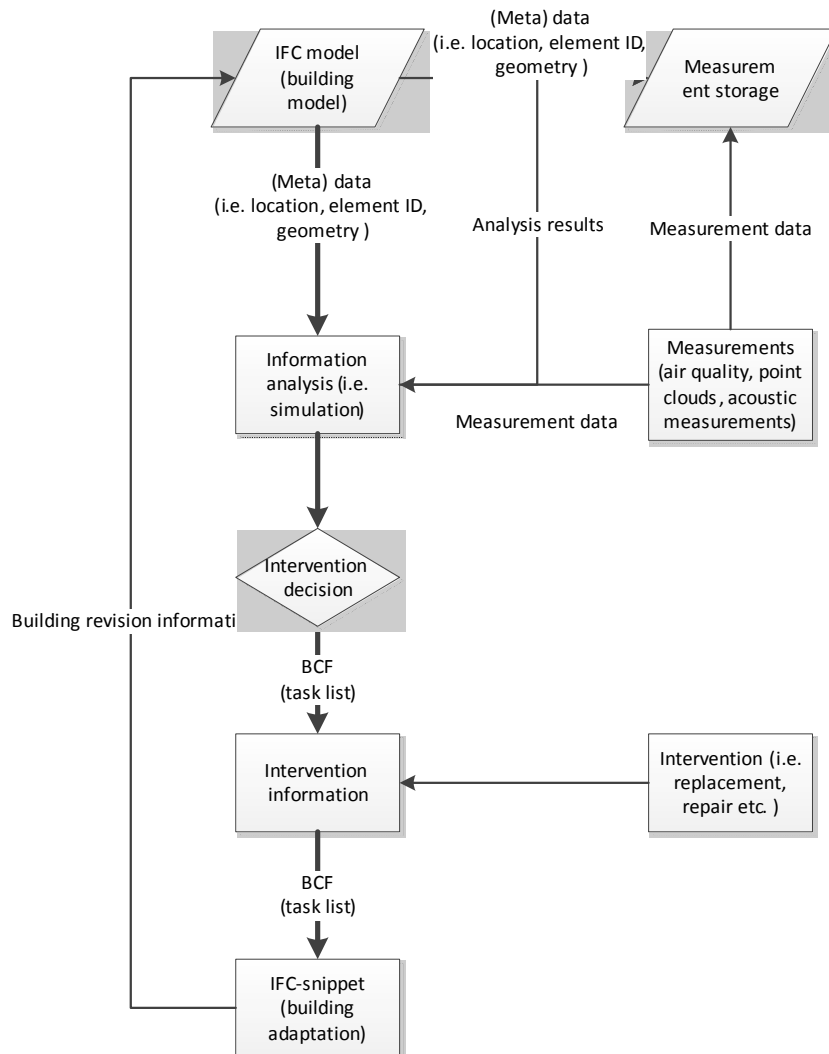 IFC model
(building
model)
(Meta) data
(i.e. location, element ID,
geometry )
Measurem
ent storage
(Meta) data
(i.e. location, element ID,
geometry )
Analysis results
Measurement data
Information
analysis (i.e.
simulation)
Measurement data
Measurements
(air quality, point
clouds, acoustic
measurements)
Intervention
decision
Building revision informati
BCF
(task list)
Intervention
information
Intervention (i.e.
replacement,
repair etc. )
BCF
(task list)
IFC-snippet
(building
adaptation)